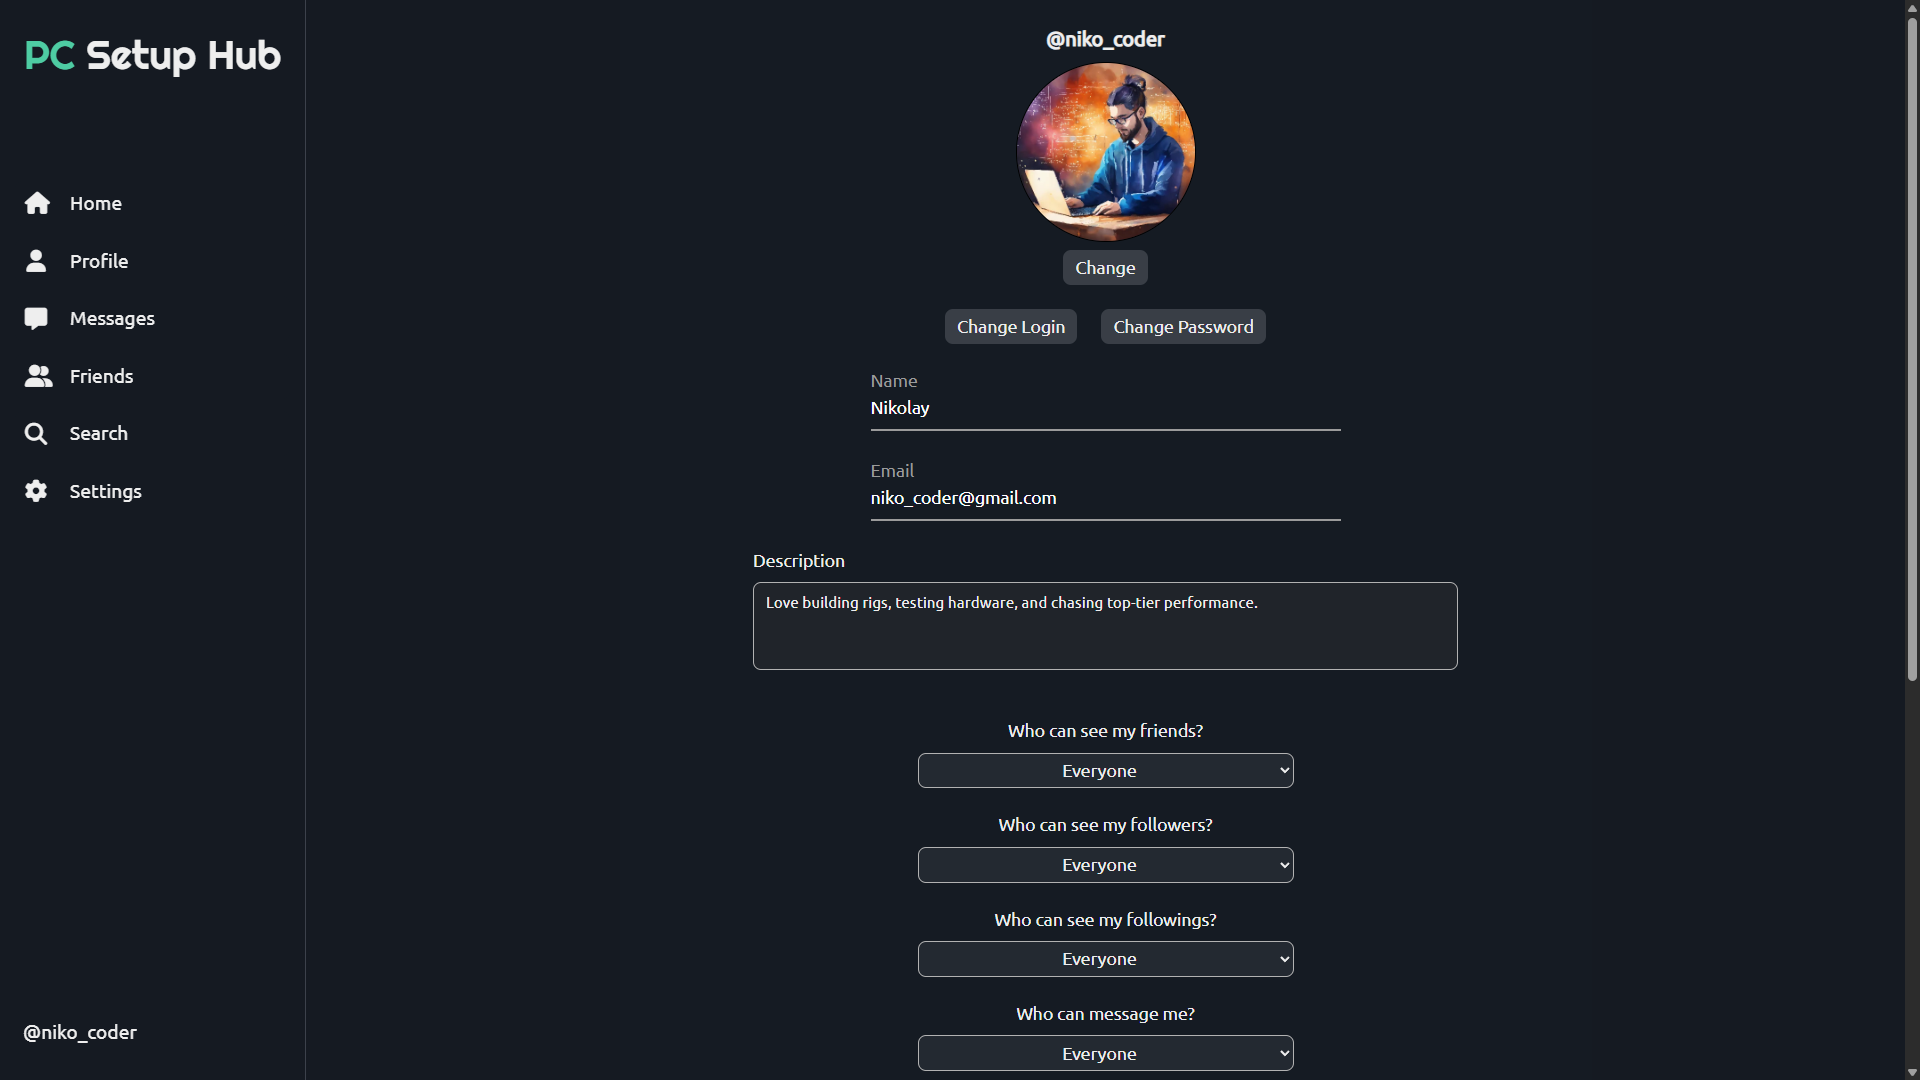 PC Setup Hub
Home
Profile
Messages
Friends
Search
Settings
@niko_coder
@niko_coder
Change
Change Login
Change Password
Name
Nikolay
Email
niko_coder@gmail.com
Description
Love building rigs, testing hardware, and chasing top-tier performance.
Who can see my friends?
Everyone
Who can see my followers?
Everyone
Who can see my followings?
Everyone
Who can message me?
Everyone